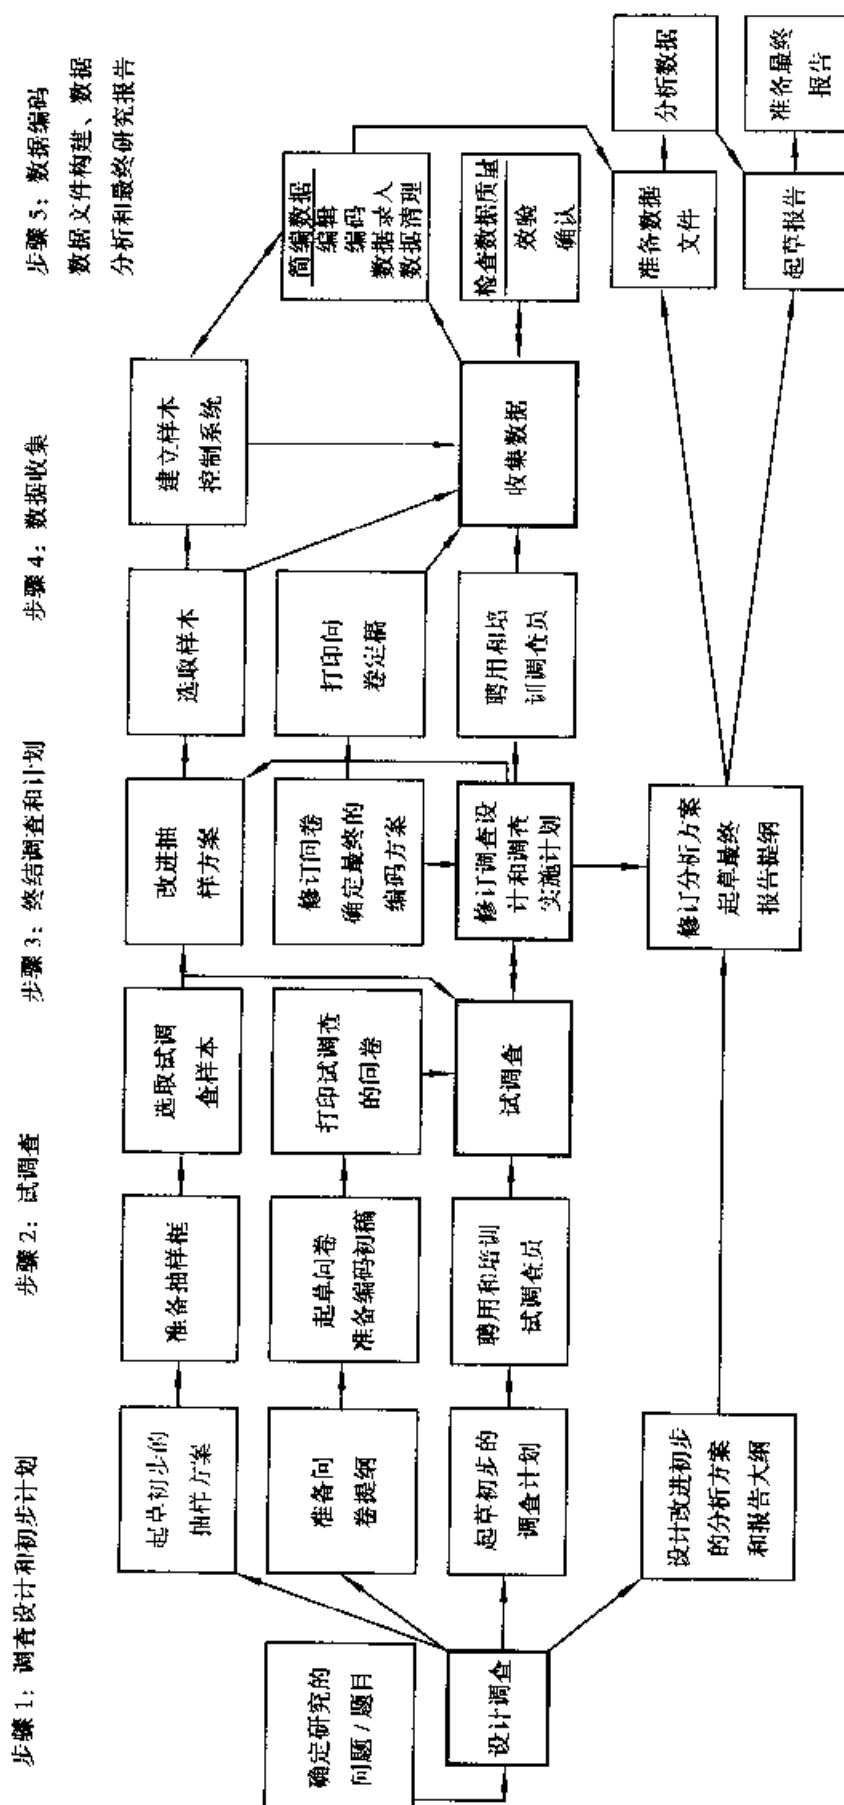 步骤 1：调查设计和初步计划
步骤 2：试调查
步骤 3：终结调查和计划
步骤 4：数据收集
步骤 5：数据编码
数据文件构建、数据
分析和最终研究报告
确定研究的
问题/题目
设计调查
起草初步的
抽样方案
准备问
卷提纲
起草初步的
调查计划
设计改进初步
的分析方案
和报告大纲
准备抽样框
起草问卷
准备编码初稿
聘用和培训
试调查员
选取试调
查样本
打印试调查
的问卷
试调查
改进抽
样方案
修订问卷
确定最终的
编码方案
修订调查设
计和调查
实施计划
修订分析方案
起草最终
报告提纲
选取样本
打印问
卷定稿
聘用和培
训调查员
建立样本
控制系统
收集数据
简编数据
编辑
编码
数据录入
数据清理
检查数据质量
效验
确认
准备数据
文件
起草报告
分析数据
准备最终
报告